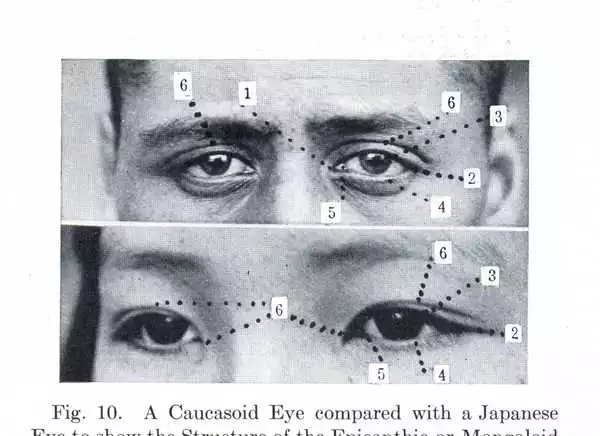 6 1 6 3
2
5 4
6 3
6 2
5 4
Fig. 10. A Caucasoid Eye compared with a Japanese
Eye to show the Structure of the Epicanthic or Mongoloid